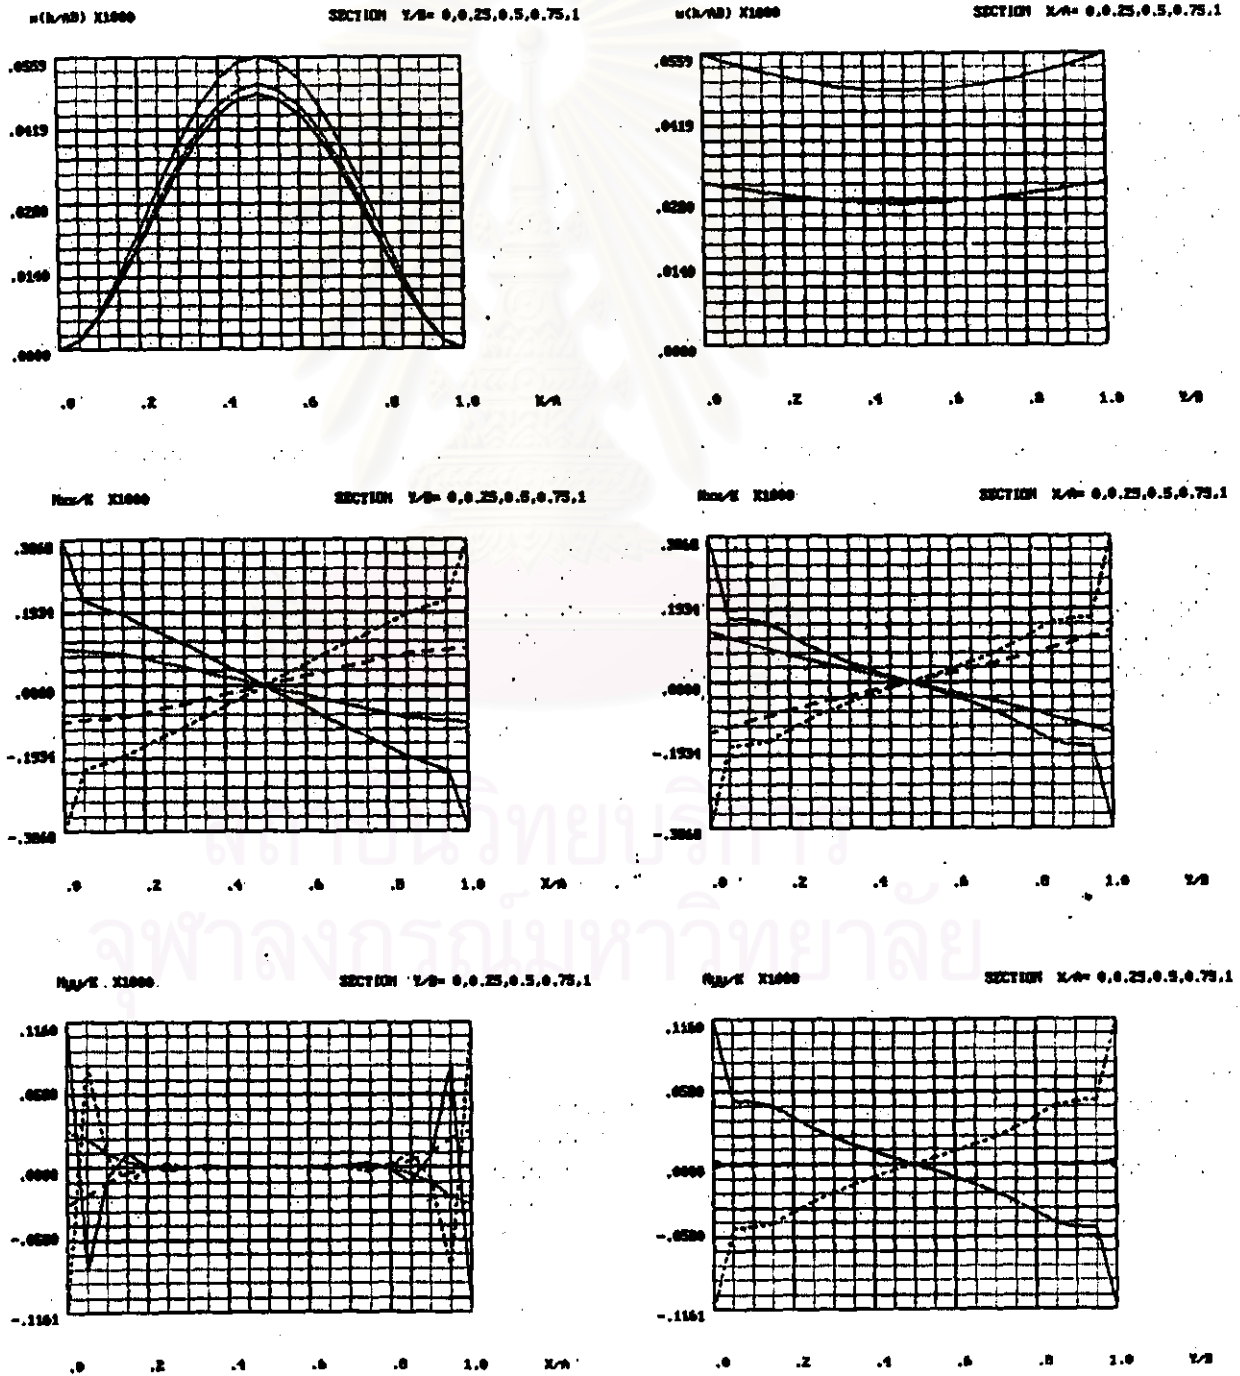 w(h/AB) X1000 SECTION Y/B= 0,0.25,0.5,0.75,1
.0559
.0419
.0280
.0140
.0000
.0 .2 .4 .6 .8 1.0 X/A
w(h/AB) X1000 SECTION X/A= 0,0.25,0.5,0.75,1
.0559
.0419
.0280
.0140
.0000
.0 .2 .4 .6 .8 1.0 Y/B
Mxx/K X1000 SECTION Y/B= 0,0.25,0.5,0.75,1
.3868
.1934
.0000
-.1934
-.3868
.0 .2 .4 .6 .8 1.0 X/A
Mxx/K X1000 SECTION X/A= 0,0.25,0.5,0.75,1
.3868
.1934
.0000
-.1934
-.3868
.0 .2 .4 .6 .8 1.0 Y/B
Myy/K X1000 SECTION Y/B= 0,0.25,0.5,0.75,1
.1160
.0580
.0000
-.0580
-.1161
.0 .2 .4 .6 .8 1.0 X/A
Myy/K X1000 SECTION X/A= 0,0.25,0.5,0.75,1
.1160
.0580
.0000
-.0580
-.1161
.0 .2 .4 .6 .8 1.0 Y/B
สถาบันวิทยบริการ
จุฬาลงกรณ์มหาวิทยาลัย